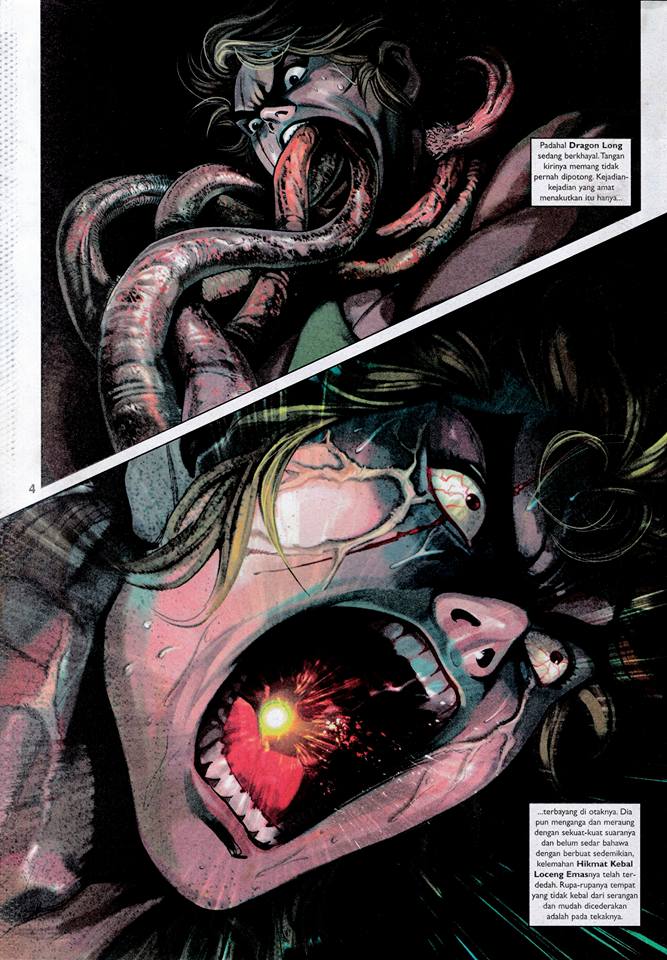 Padahal Dragon Long
sedang berkhayal. Tangan
kirinya memang tidak
pernah dipotong. Kejadian-
kejadian yang amat
menakutkan itu hanya...
4
...terbayang di otaknya. Dia
pun menganga dan meraung
dengan sekuat-kuat suaranya
dan belum sedar bahawa
dengan berbuat sedemikian,
kelemahan Hikmat Kebal
Loceng Emasnya telah ter-
dedah. Rupa-rupanya tempat
yang tidak kebal dari serangan
dan mudah dicederakan
adalah pada tekaknya.